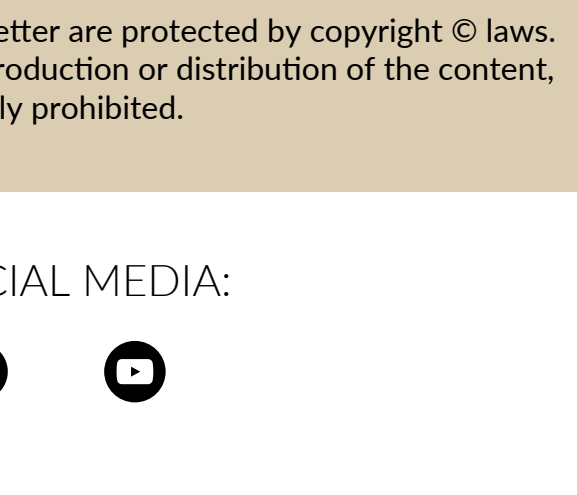 etter are protected by copyright © laws.
roduction or distribution of the content,
ly prohibited.
CIAL MEDIA: